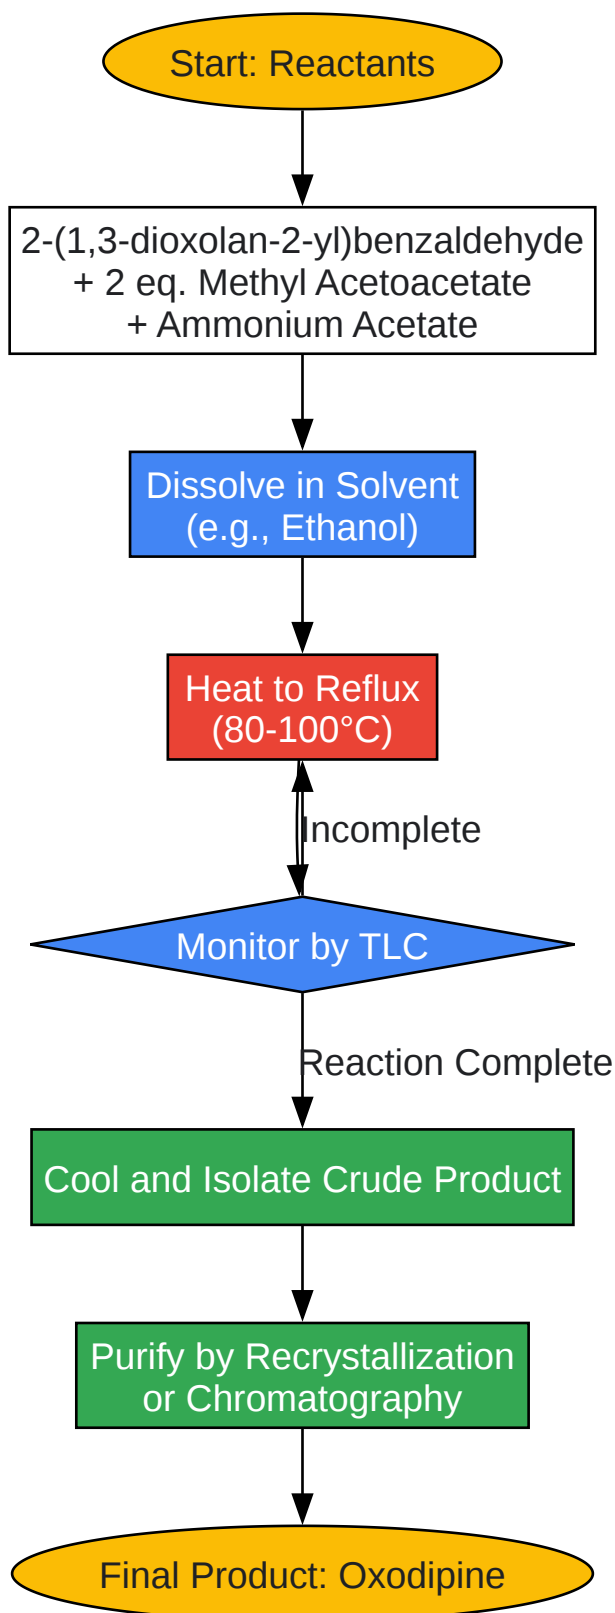 Start: Reactants
2-(1,3-dioxolan-2-yl)benzaldehyde
+ 2 eq. Methyl Acetoacetate
+ Ammonium Acetate
Dissolve in Solvent
(e.g., Ethanol)
Heat to Reflux
(80-100°C)
Incomplete
Monitor by TLC
Reaction Complete
Cool and Isolate Crude Product
Purify by Recrystallization
or Chromatography
Final Product: Oxodipine